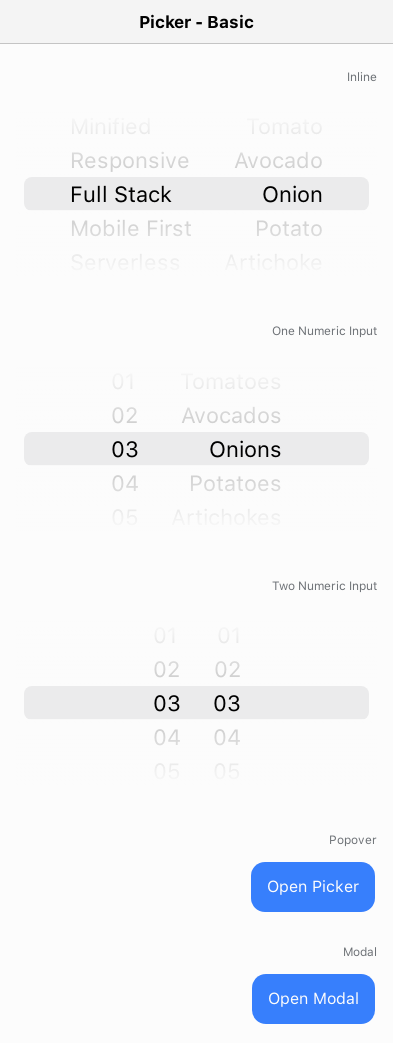 Picker - Basic
Inline
Minified Tomato
Responsive Avocado
Full Stack Onion
Mobile First Potato
Serverless Artichoke
One Numeric Input
01 Tomatoes
02 Avocados
03 Onions
04 Potatoes
05 Artichokes
Two Numeric Input
01 01
02 02
03 03
04 04
05 05
Popover
Open Picker
Modal
Open Modal